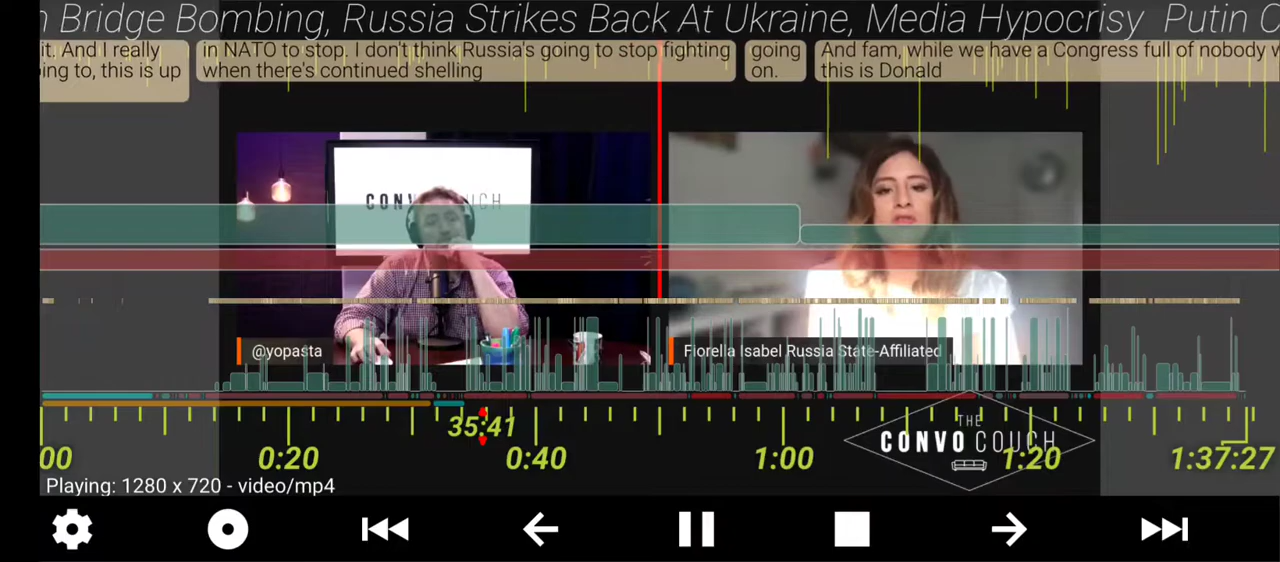 n Bridge Bombing, Russia Strikes Back At Ukraine, Media Hypocrisy Putin C
it. And I really
ing to, this is up
in NATO to stop. I don't think Russia's going to stop fighting
when there's continued shelling
going
on.
And fam, while we have a Congress full of nobody w
this is Donald
CONVO COUCH
@yopasta
Fiorella Isabel Russia State-Affiliated
35:41
THE
CONVO COUCH
00
0:20
0:40
1:00
1:20
1:37:27
Playing: 1280 x 720 - video/mp4